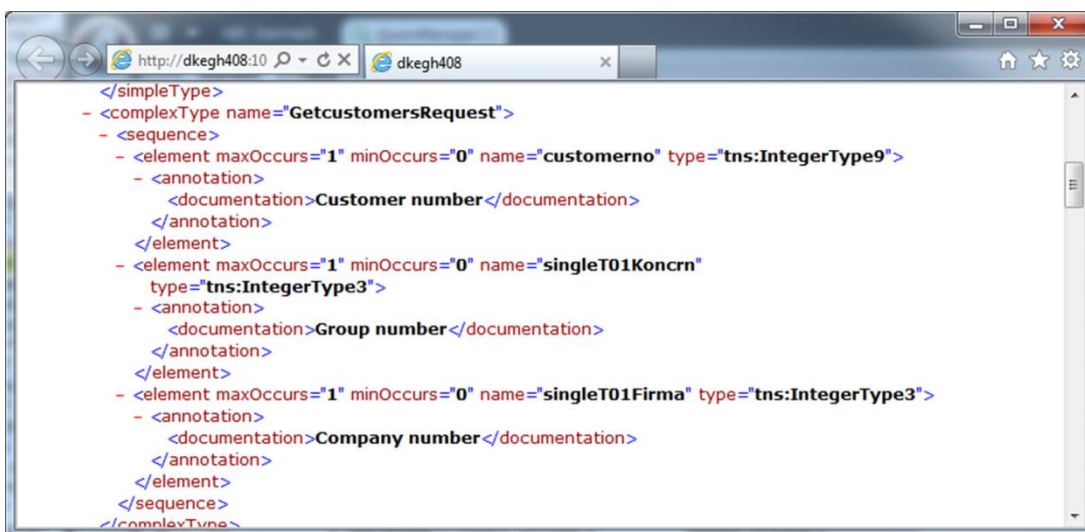 http://dkegh408:10
dkegh408
</simpleType>
- <complexType name="GetcustomersRequest">
- <sequence>
- <element maxOccurs="1" minOccurs="0" name="customerno" type="tns:IntegerType9">
- <annotation>
<documentation>Customer number</documentation>
</annotation>
</element>
- <element maxOccurs="1" minOccurs="0" name="singleT01Koncrn"
type="tns:IntegerType3">
- <annotation>
<documentation>Group number</documentation>
</annotation>
</element>
- <element maxOccurs="1" minOccurs="0" name="singleT01Firma" type="tns:IntegerType3">
- <annotation>
<documentation>Company number</documentation>
</annotation>
</element>
</sequence>
</complexType>